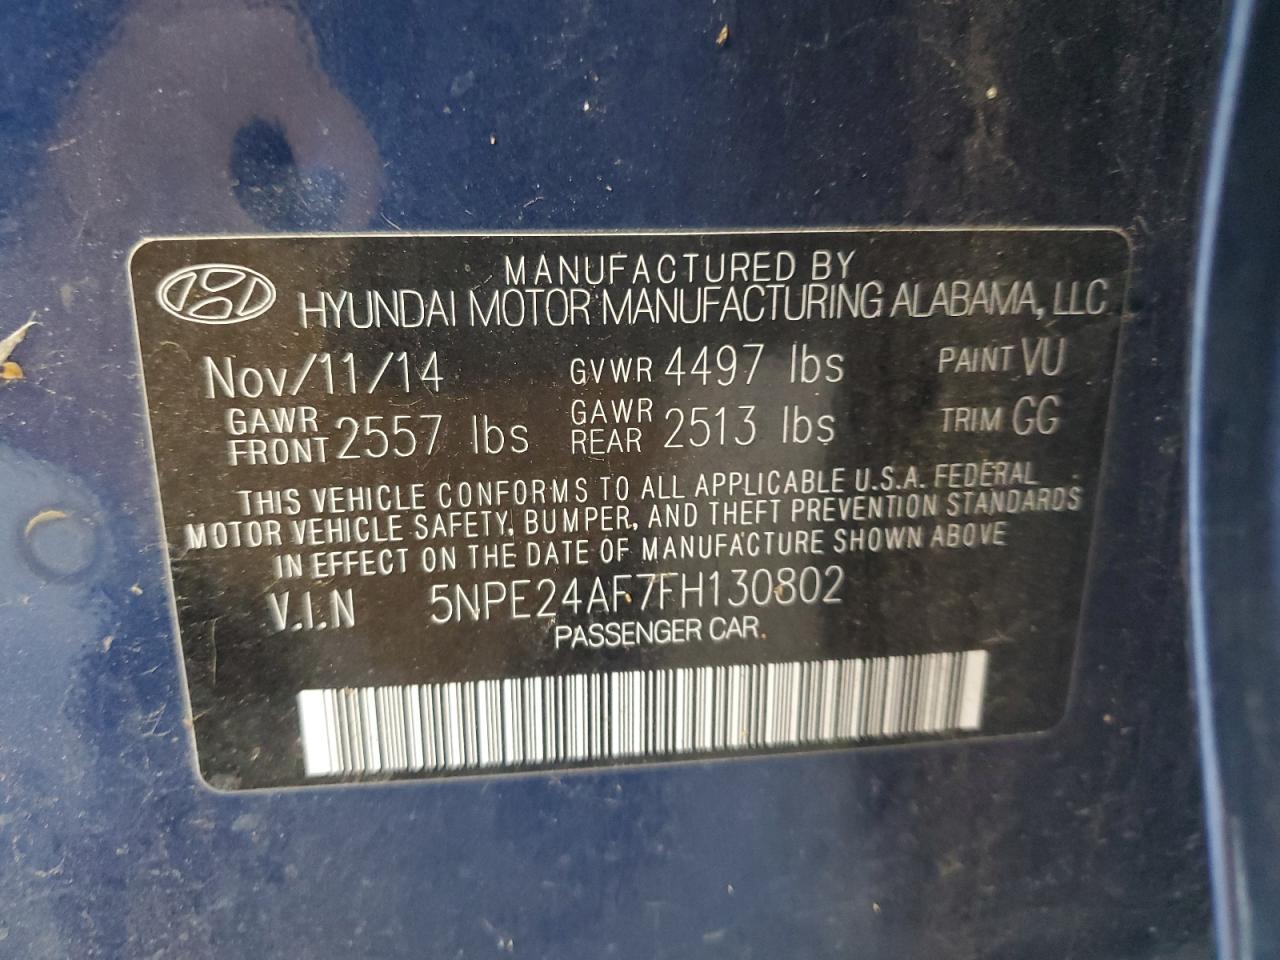 MANUFACTURED BY
HYUNDAI MOTOR MANUFACTURING ALABAMA, LLC
Nov/11/14 GVWR 4497 lbs PAINT VU
GAWR FRONT 2557 lbs GAWR REAR 2513 lbs TRIM GG
THIS VEHICLE CONFORMS TO ALL APPLICABLE U.S.A. FEDERAL
MOTOR VEHICLE SAFETY, BUMPER, AND THEFT PREVENTION STANDARDS
IN EFFECT ON THE DATE OF MANUFACTURE SHOWN ABOVE
V.I.N 5NPE24AF7FH130802
PASSENGER CAR